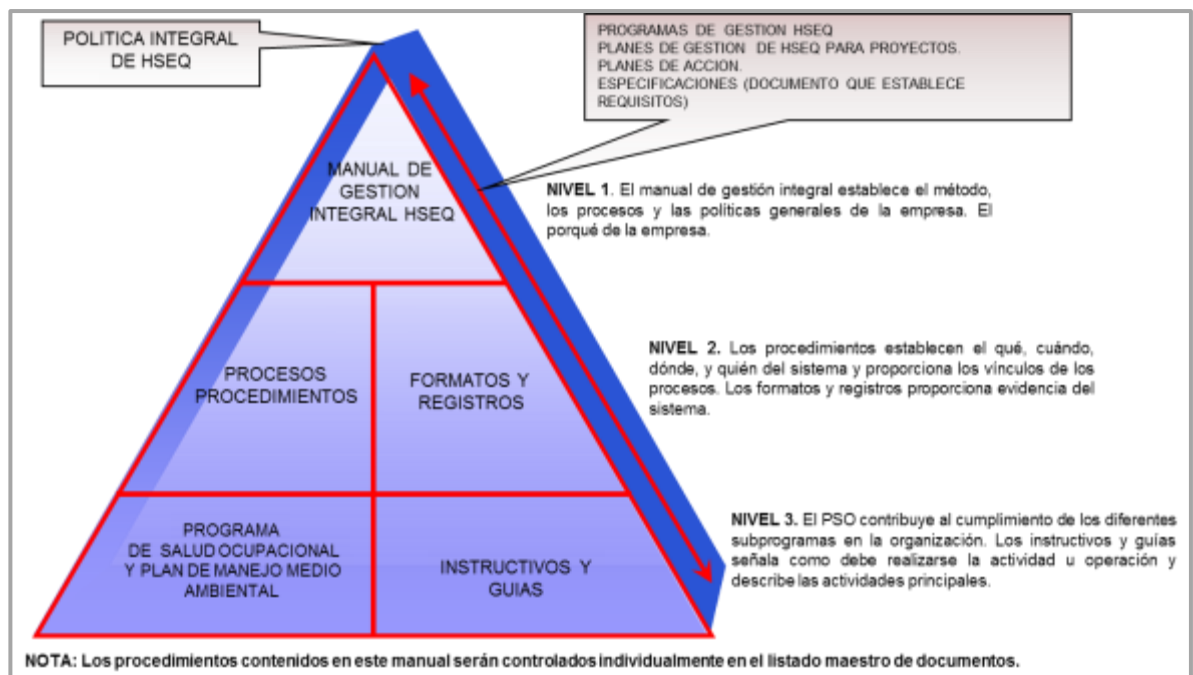 POLITICA INTEGRAL
DE HSEQ
PROGRAMAS DE GESTION HSEQ
PLANES DE GESTION DE HSEQ PARA PROYECTOS.
PLANES DE ACCION.
ESPECIFICACIONES (DOCUMENTO QUE ESTABLECE
REQUISITOS)
MANUAL DE
GESTION
INTEGRAL HSEQ
NIVEL 1. El manual de gestión integral establece el método,
los procesos y las políticas generales de la empresa. El
porqué de la empresa.
PROCESOS
PROCEDIMIENTOS
FORMATOS Y
REGISTROS
NIVEL 2. Los procedimientos establecen el qué, cuándo,
dónde, y quién del sistema y proporciona los vínculos de los
procesos. Los formatos y registros proporciona evidencia del
sistema.
PROGRAMA
DE SALUD OCUPACIONAL
Y PLAN DE MANEJO MEDIO
AMBIENTAL
INSTRUCTIVOS Y
GUIAS
NIVEL 3. El PSO contribuye al cumplimiento de los diferentes
subprogramas en la organización. Los instructivos y guías
señala como debe realizarse la actividad u operación y
describe las actividades principales.
NOTA: Los procedimientos contenidos en este manual serán controlados individualmente en el listado maestro de documentos.